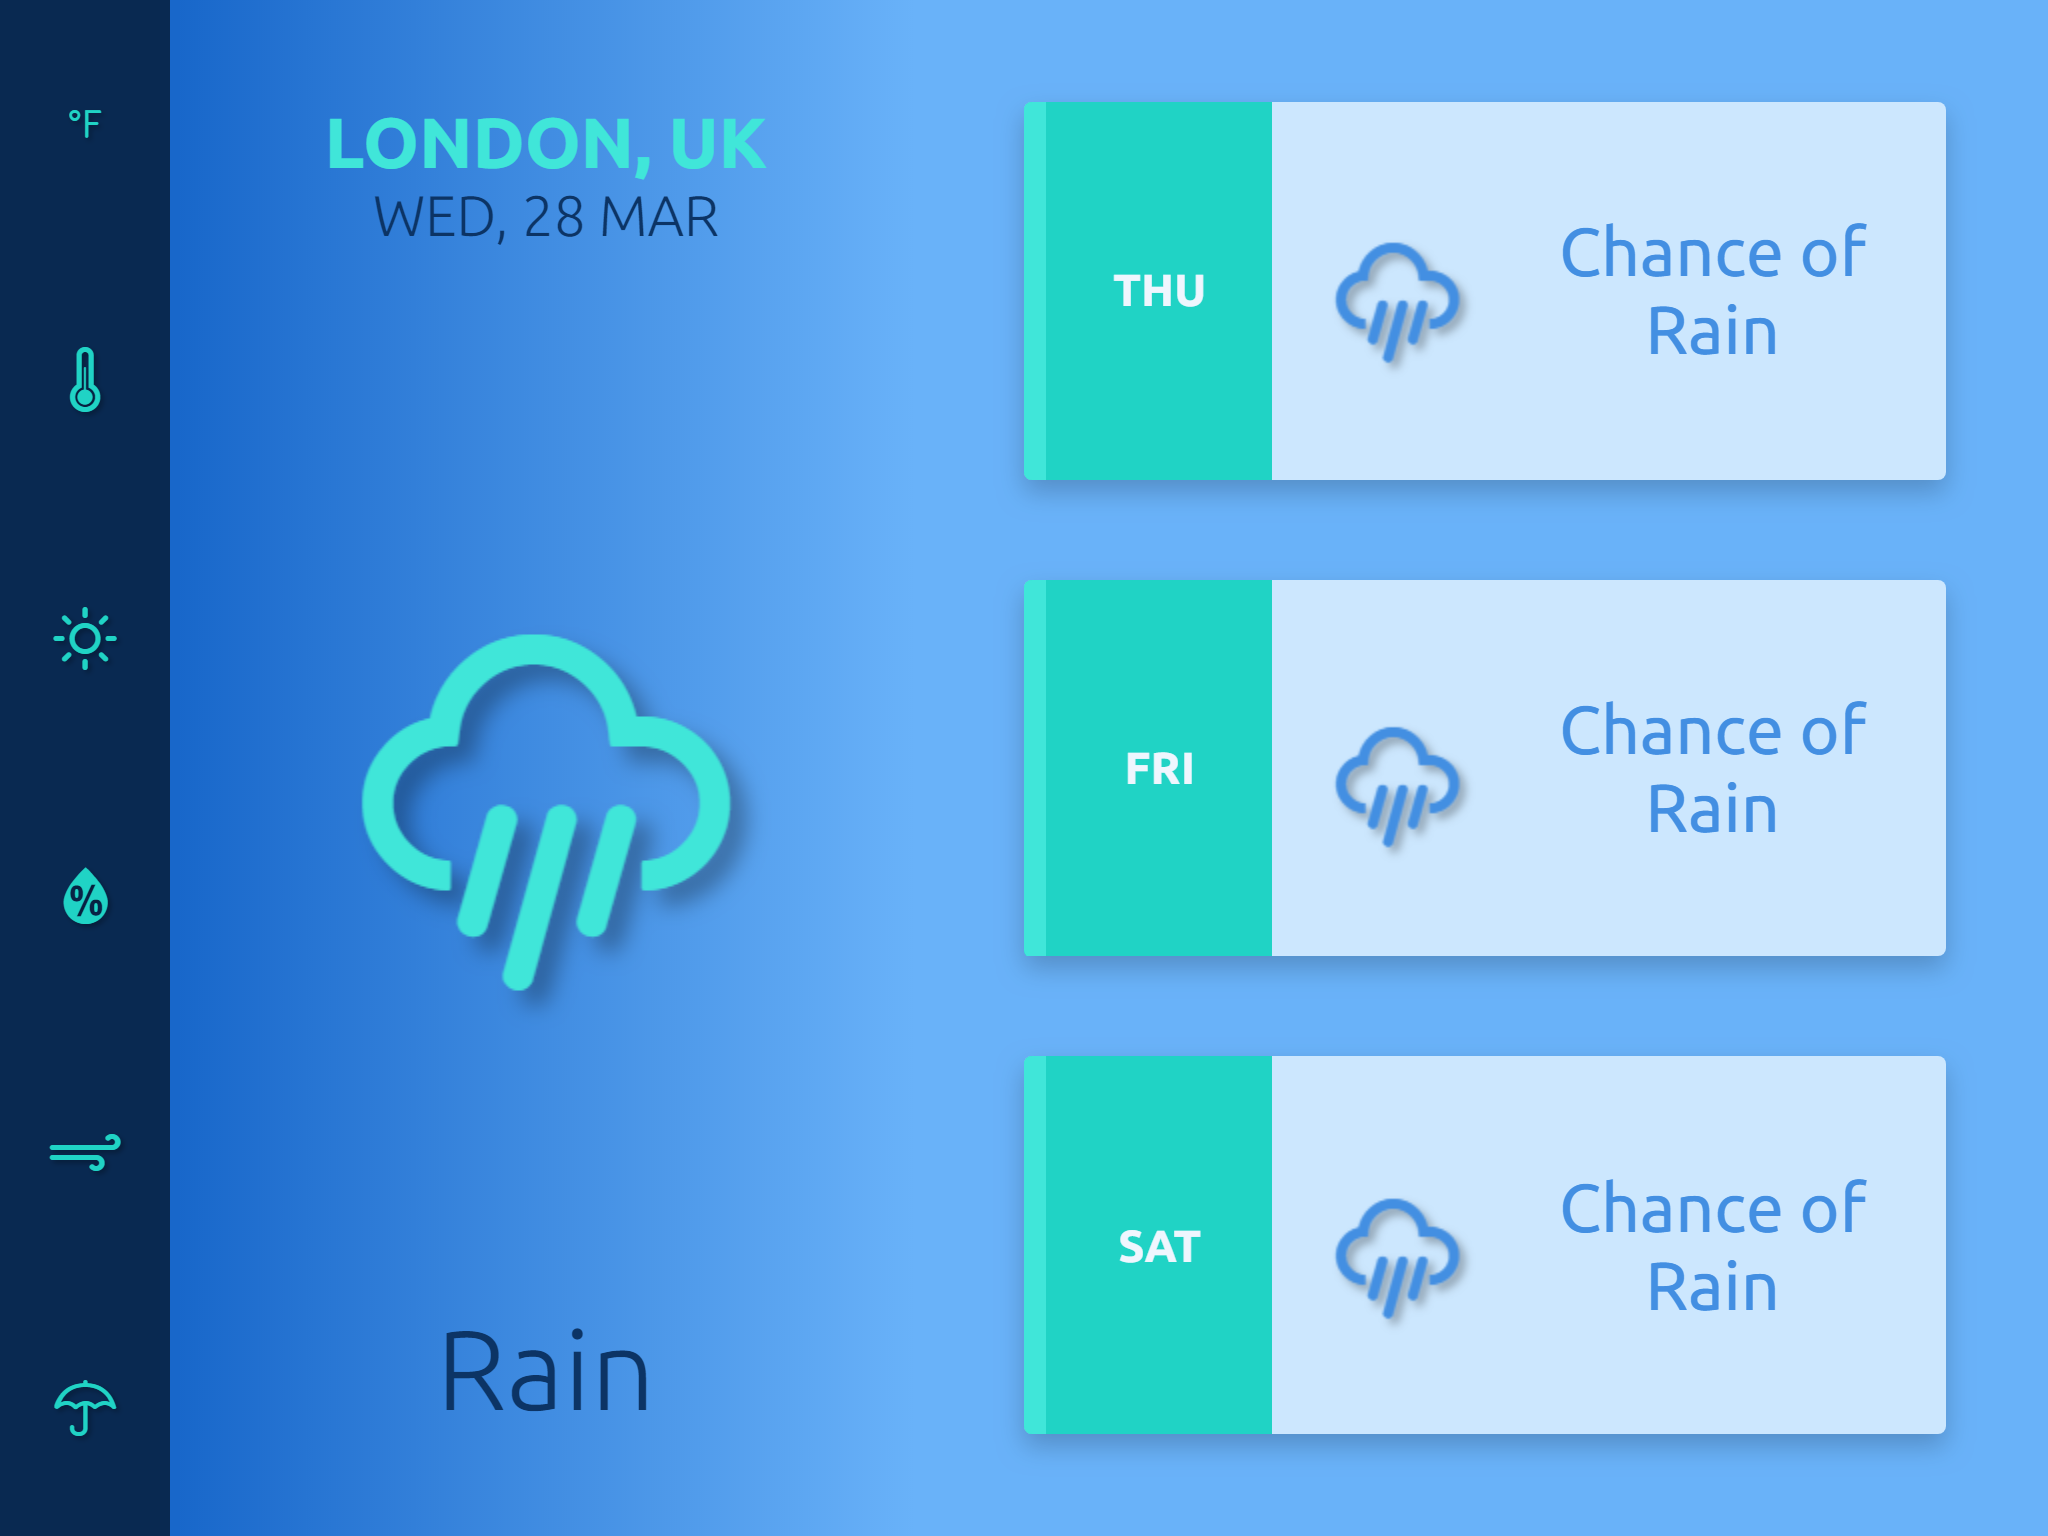 °F
%
LONDON, UK
WED, 28 MAR
Rain
THU
Chance of
Rain
FRI
Chance of
Rain
SAT
Chance of
Rain